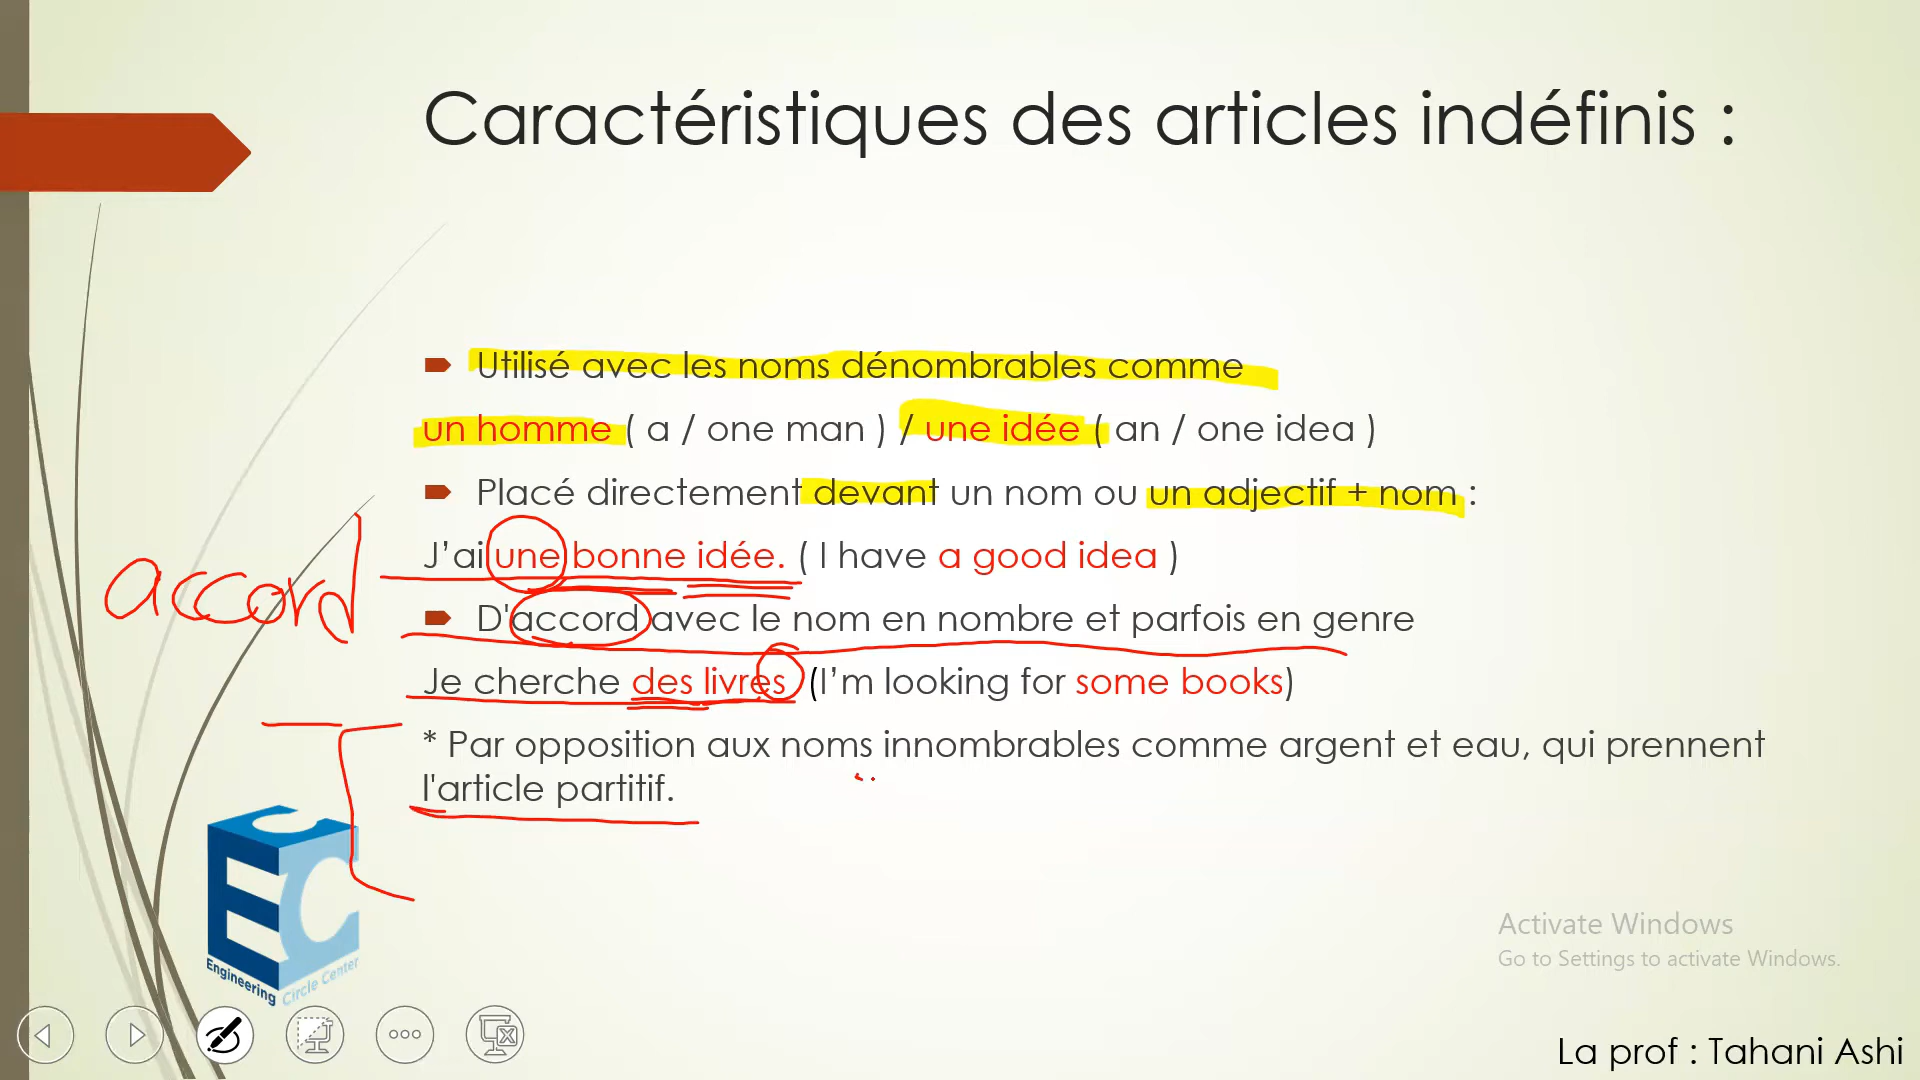 Caractéristiques des articles indéfinis :
Utilisé avec les noms dénombrables comme
un homme ( a / one man ) / une idée ( an / one idea )
Placé directement devant un nom ou un adjectif + nom :
J’ai une bonne idée. ( I have a good idea )
accord
D'accord avec le nom en nombre et parfois en genre
Je cherche des livres (I’m looking for some books)
* Par opposition aux noms innombrables comme argent et eau, qui prennent
l'article partitif.
EC
Engineering Circle Center
Activate Windows
Go to Settings to activate Windows.
La prof : Tahani Ashi